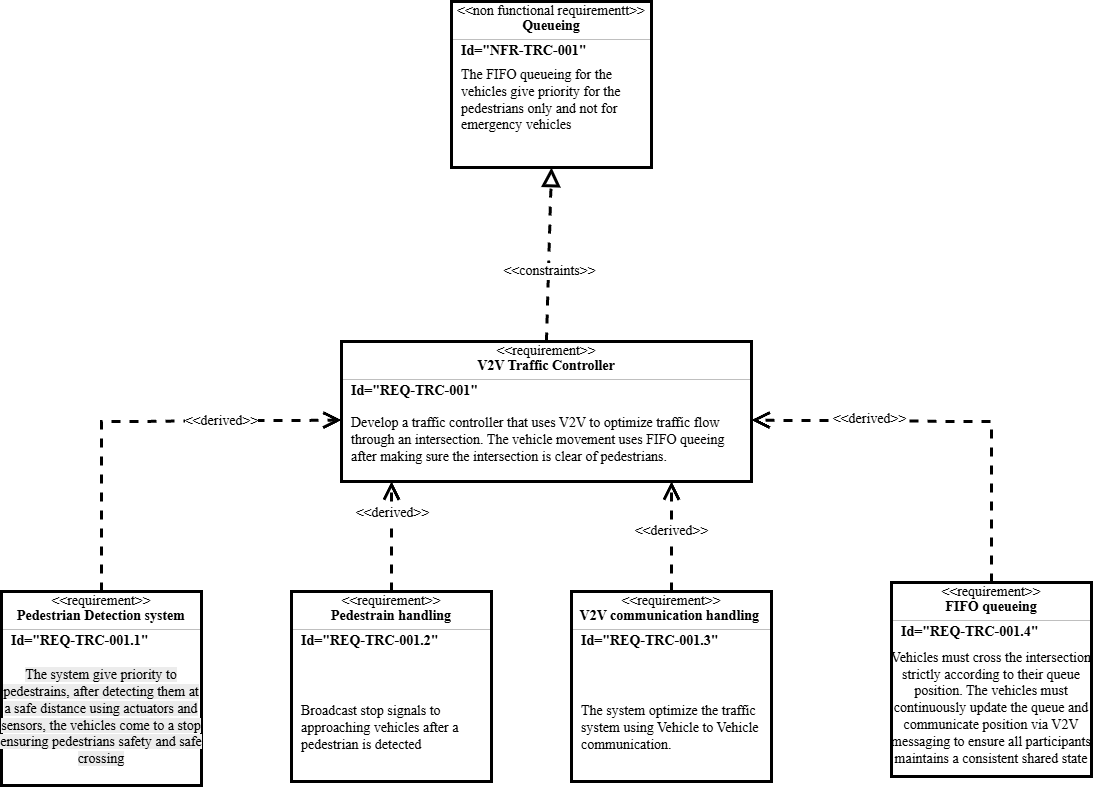 <<non functional requirementt>>
Queueing
Id="NFR-TRC-001"
The FIFO queueing for the
vehicles give priority for the
pedestrians only and not for
emergency vehicles
<<constraints>>
<<requirement>>
V2V Traffic Controller
Id="REQ-TRC-001"
Develop a traffic controller that uses V2V to optimize traffic flow
through an intersection. The vehicle movement uses FIFO queeing
after making sure the intersection is clear of pedestrians.
<<derived>>
<<derived>>
<<derived>>
<<derived>>
<<requirement>>
Pedestrian Detection system
Id="REQ-TRC-001.1"
The system give priority to
pedestrains, after detecting them at
a safe distance using actuators and
sensors, the vehicles come to a stop
ensuring pedestrians safety and safe
crossing
<<requirement>>
Pedestrain handling
Id="REQ-TRC-001.2"
Broadcast stop signals to
approaching vehicles after a
pedestrian is detected
<<requirement>>
V2V communication handling
Id="REQ-TRC-001.3"
The system optimize the traffic
system using Vehicle to Vehicle
communication.
<<requirement>>
FIFO queueing
Id="REQ-TRC-001.4"
Vehicles must cross the intersection
strictly according to their queue
position. The vehicles must
continuously update the queue and
communicate position via V2V
messaging to ensure all participants
maintains a consistent shared state